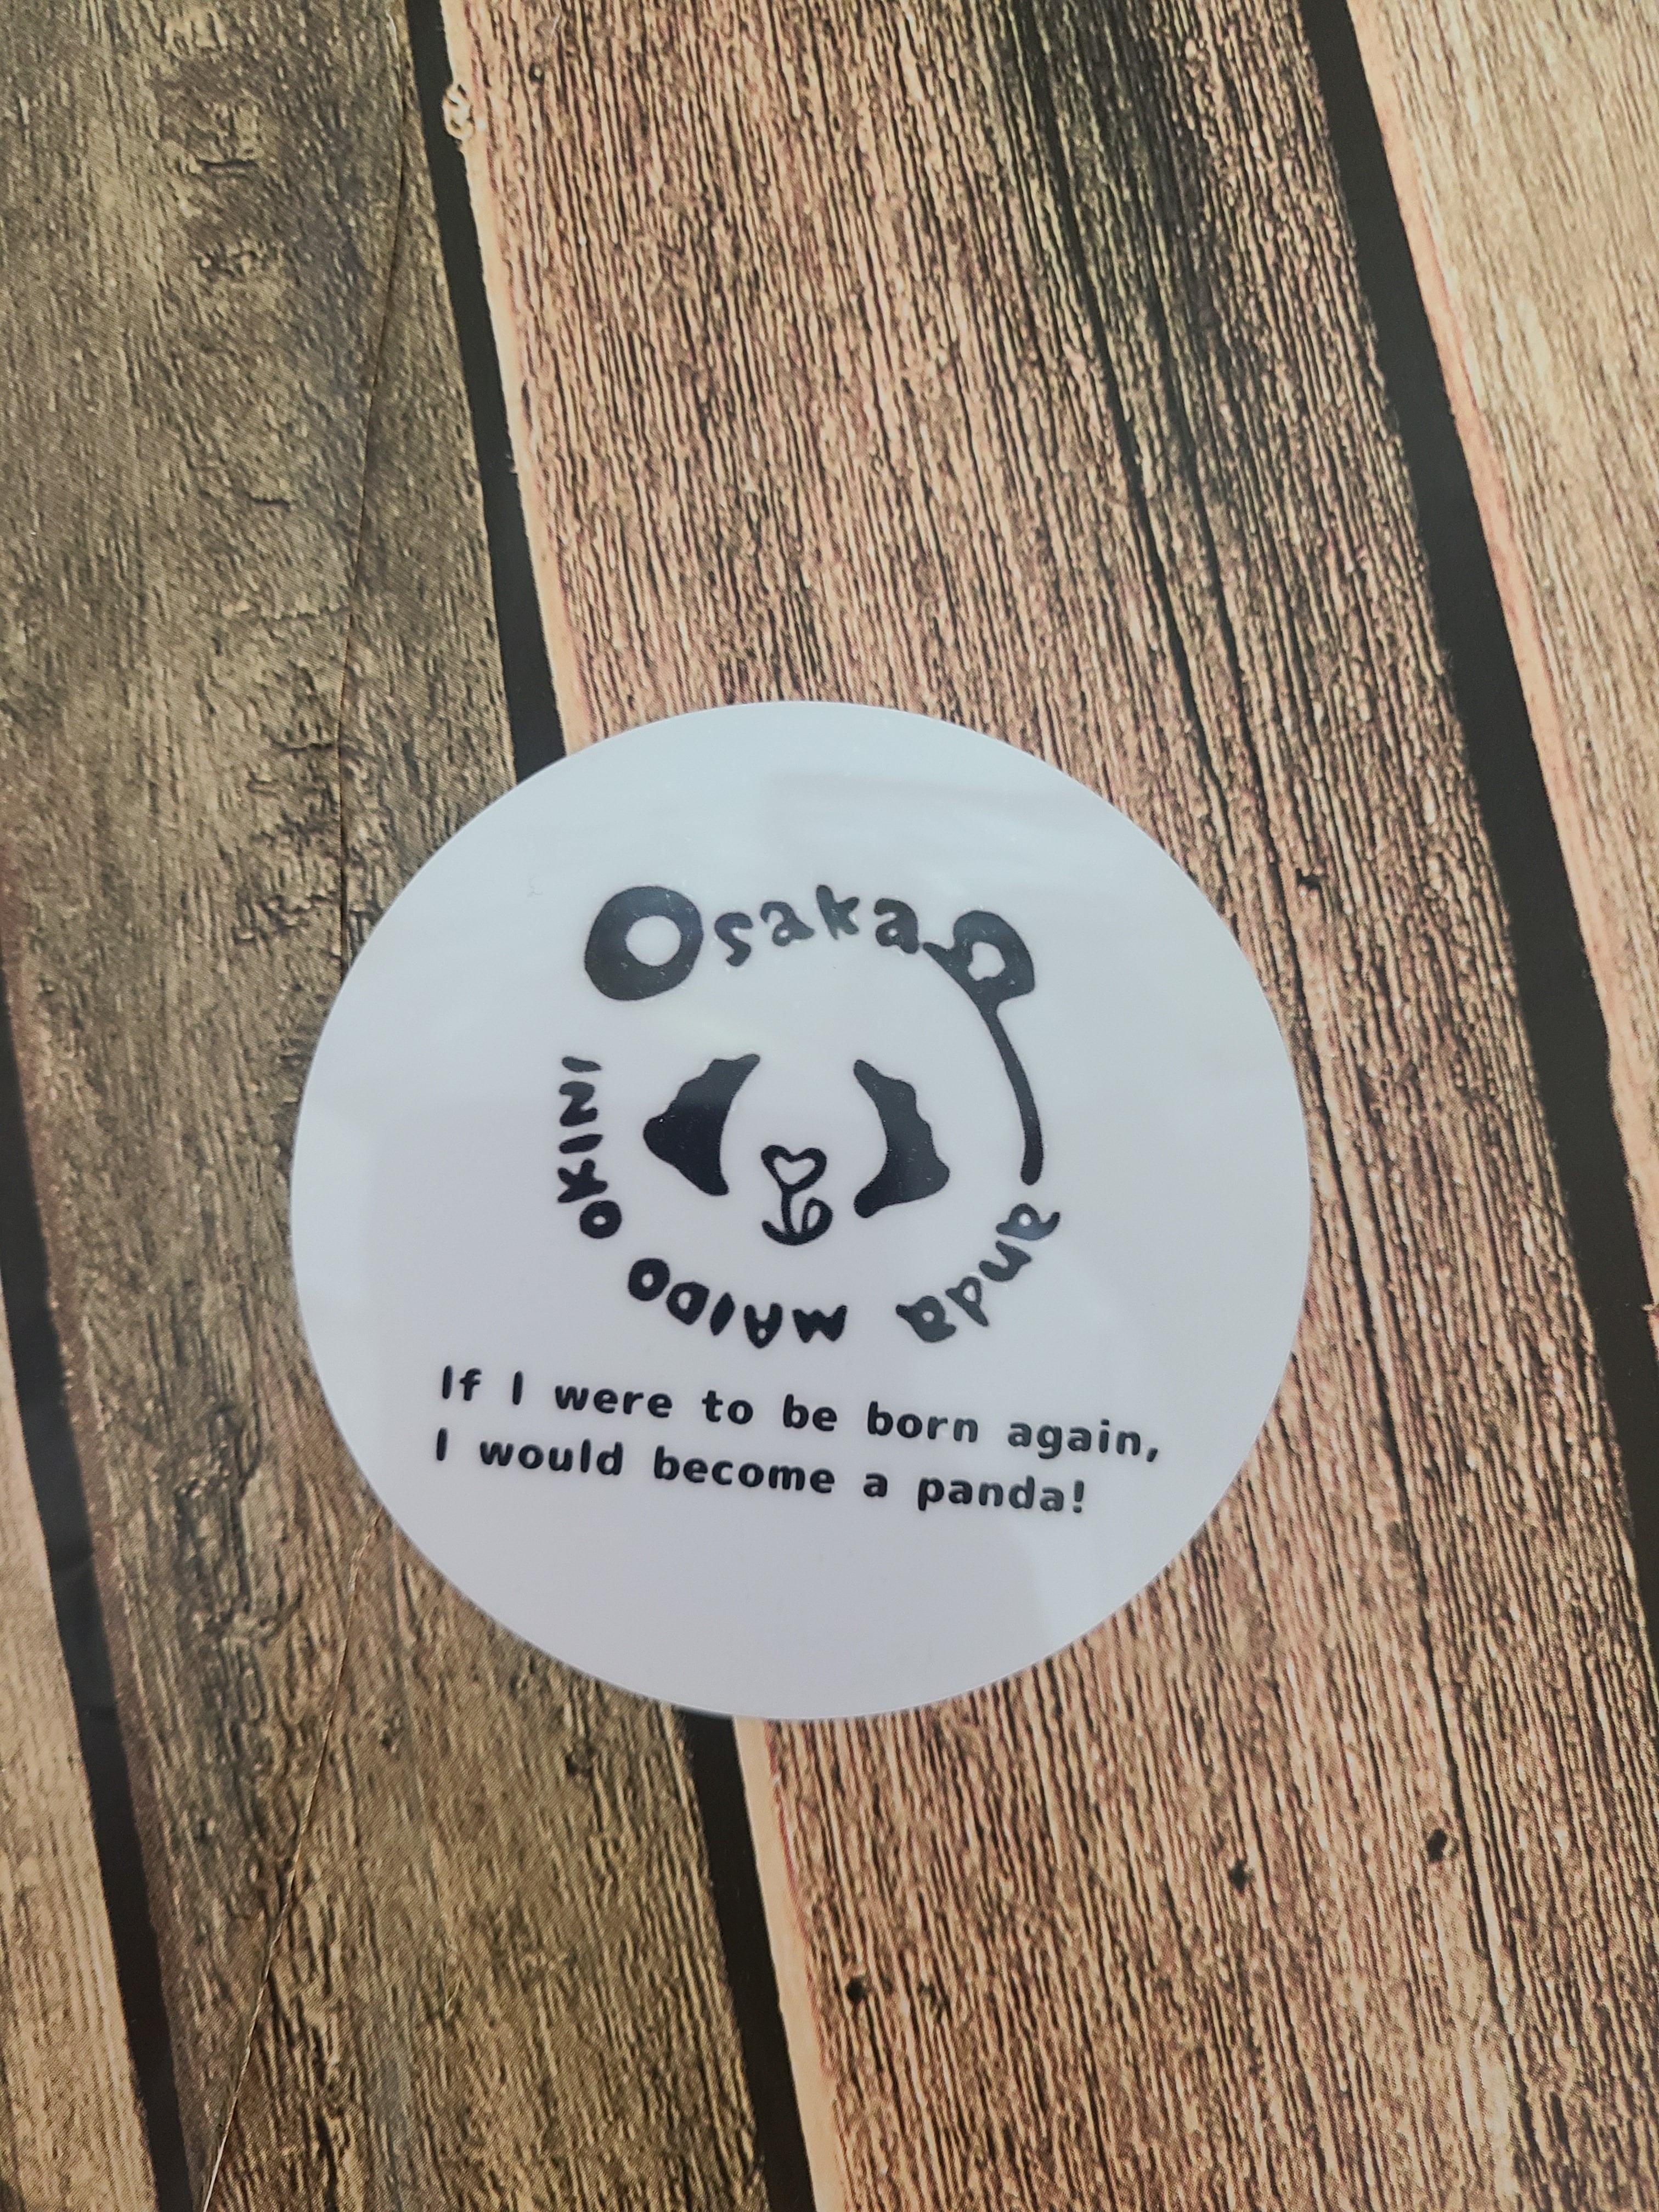 Osaka Panda MAIDO OKINI
If I were to be born again,
I would become a panda!